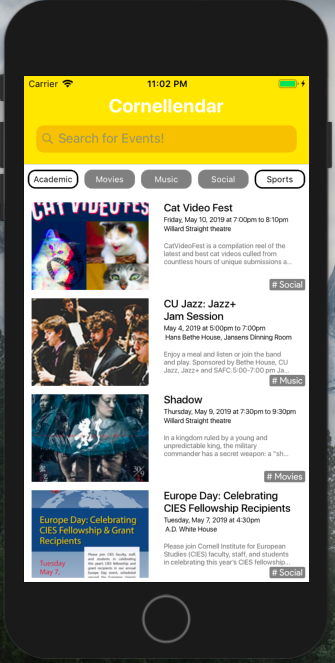 Carrier 11:02 PM
Cornellendar
Search for Events!
Academic Movies Music Social Sports
CAT VIDEO FEST
Cat Video Fest
Friday, May 10, 2019 at 7:00pm to 8:10pm
Willard Straight theatre
CatVideoFest is a compilation reel of the
latest and best cat videos culled from
countless hours of unique submissions a...
# Social
CU Jazz: Jazz+
Jam Session
May 4, 2019 at 5:00pm to 7:00pm
Hans Bethe House, Jansens Dinning Room
Enjoy a meal and listen or join the band
and play. Sponsored by Bethe House, CU
Jazz, Jazz+ and SAFC.5:00-7:00 pm Ja...
# Music
影
Shadow
Thursday, May 9, 2019 at 7:30pm to 9:30pm
Willard Straight theatre
In a kingdom ruled by a young and
unpredictable king, the military
commander has a secret weapon: a "sh...
# Movies
Europe Day: Celebrating
CIES Fellowship & Grant
Recipients
Tuesday
May 7,
Please join CIES faculty, staff,
and students in celebrating
this year's CIES fellowship and
grant recipients in our annual
Europe Day event, scheduled
Europe Day: Celebrating
CIES Fellowship Recipients
Tuesday, May 7, 2019 at 4:30pm
A.D. White House
Please join Cornell Institute for European
Studies (CIES) faculty, staff, and students
in celebrating this year's CIES fellowship...
# Social